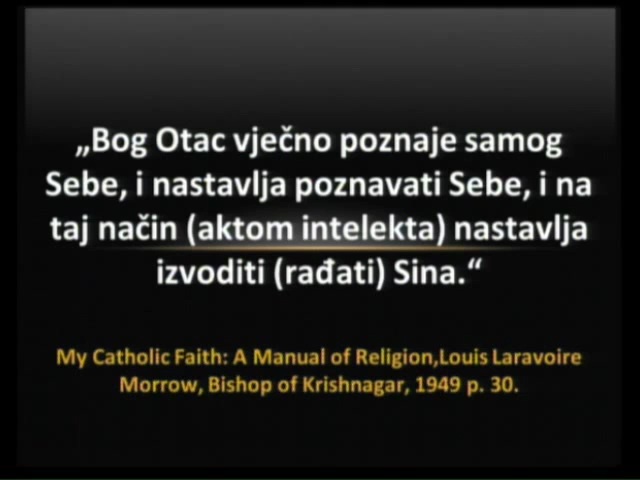 „Bog Otac vječno poznaje samog
Sebe, i nastavlja poznavati Sebe, i na
taj način (aktom intelekta) nastavlja
izvoditi (rađati) Sina.“
My Catholic Faith: A Manual of Religion,Louis Laravoire
Morrow, Bishop of Krishnagar, 1949 p. 30.